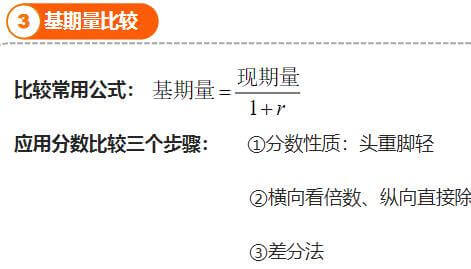 3 基期量比较
比较常用公式： 基期量=现期量/1+r
应用分数比较三个步骤： ①分数性质：头重脚轻
②横向看倍数、纵向直接除
③差分法